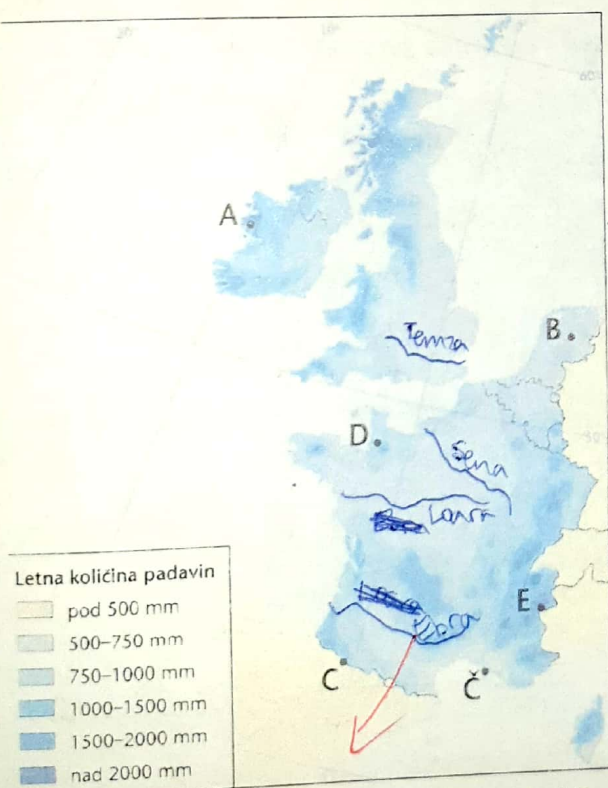 A
Temza
B
D
Sena
Loara
E
C
Č
Letna količina padavin
pod 500 mm
500–750 mm
750–1000 mm
1000–1500 mm
1500–2000 mm
nad 2000 mm